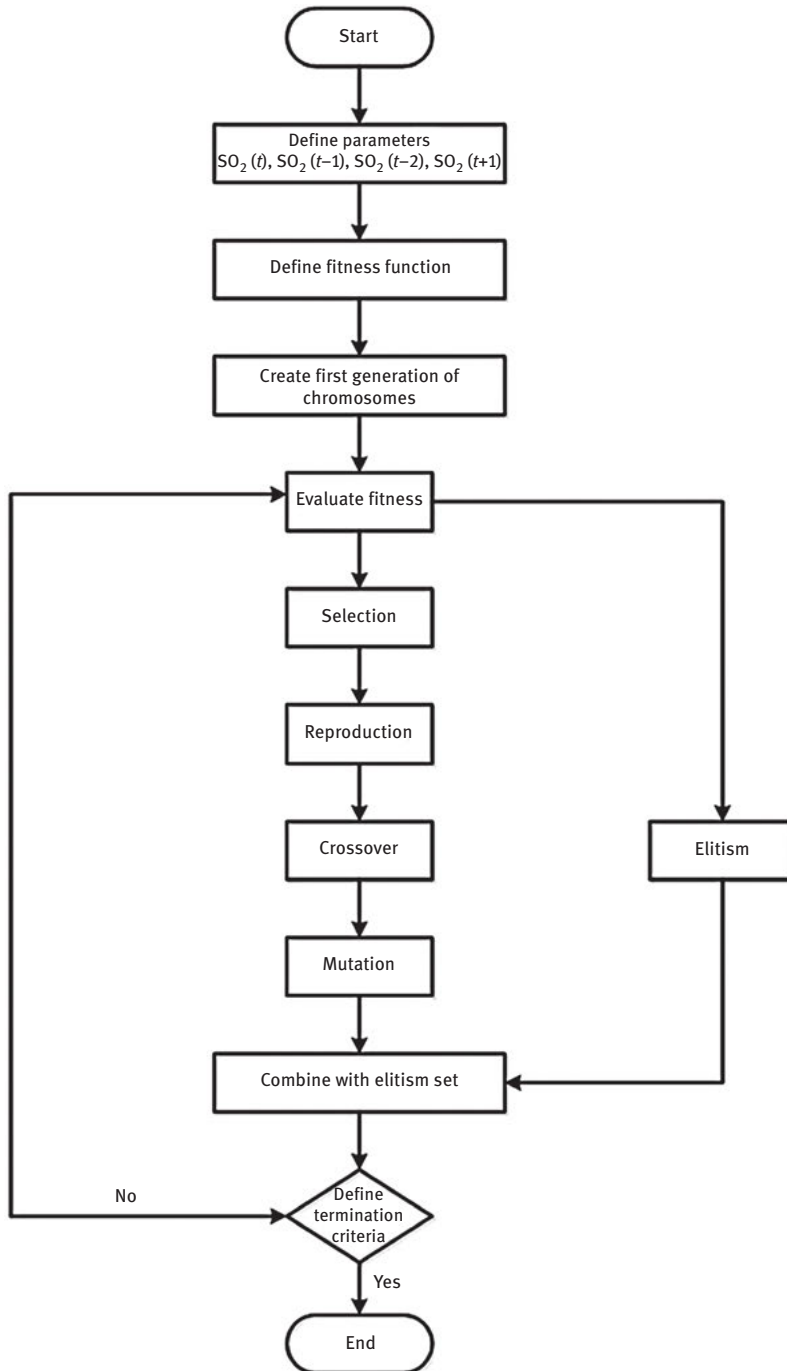 Start
Define parameters
SO₂ (t), SO₂ (t–1), SO₂ (t–2), SO₂ (t+1)
Define fitness function
Create first generation of
chromosomes
Evaluate fitness
Selection
Reproduction
Crossover
Elitism
Mutation
Combine with elitism set
Define
termination
criteria
No
Yes
End